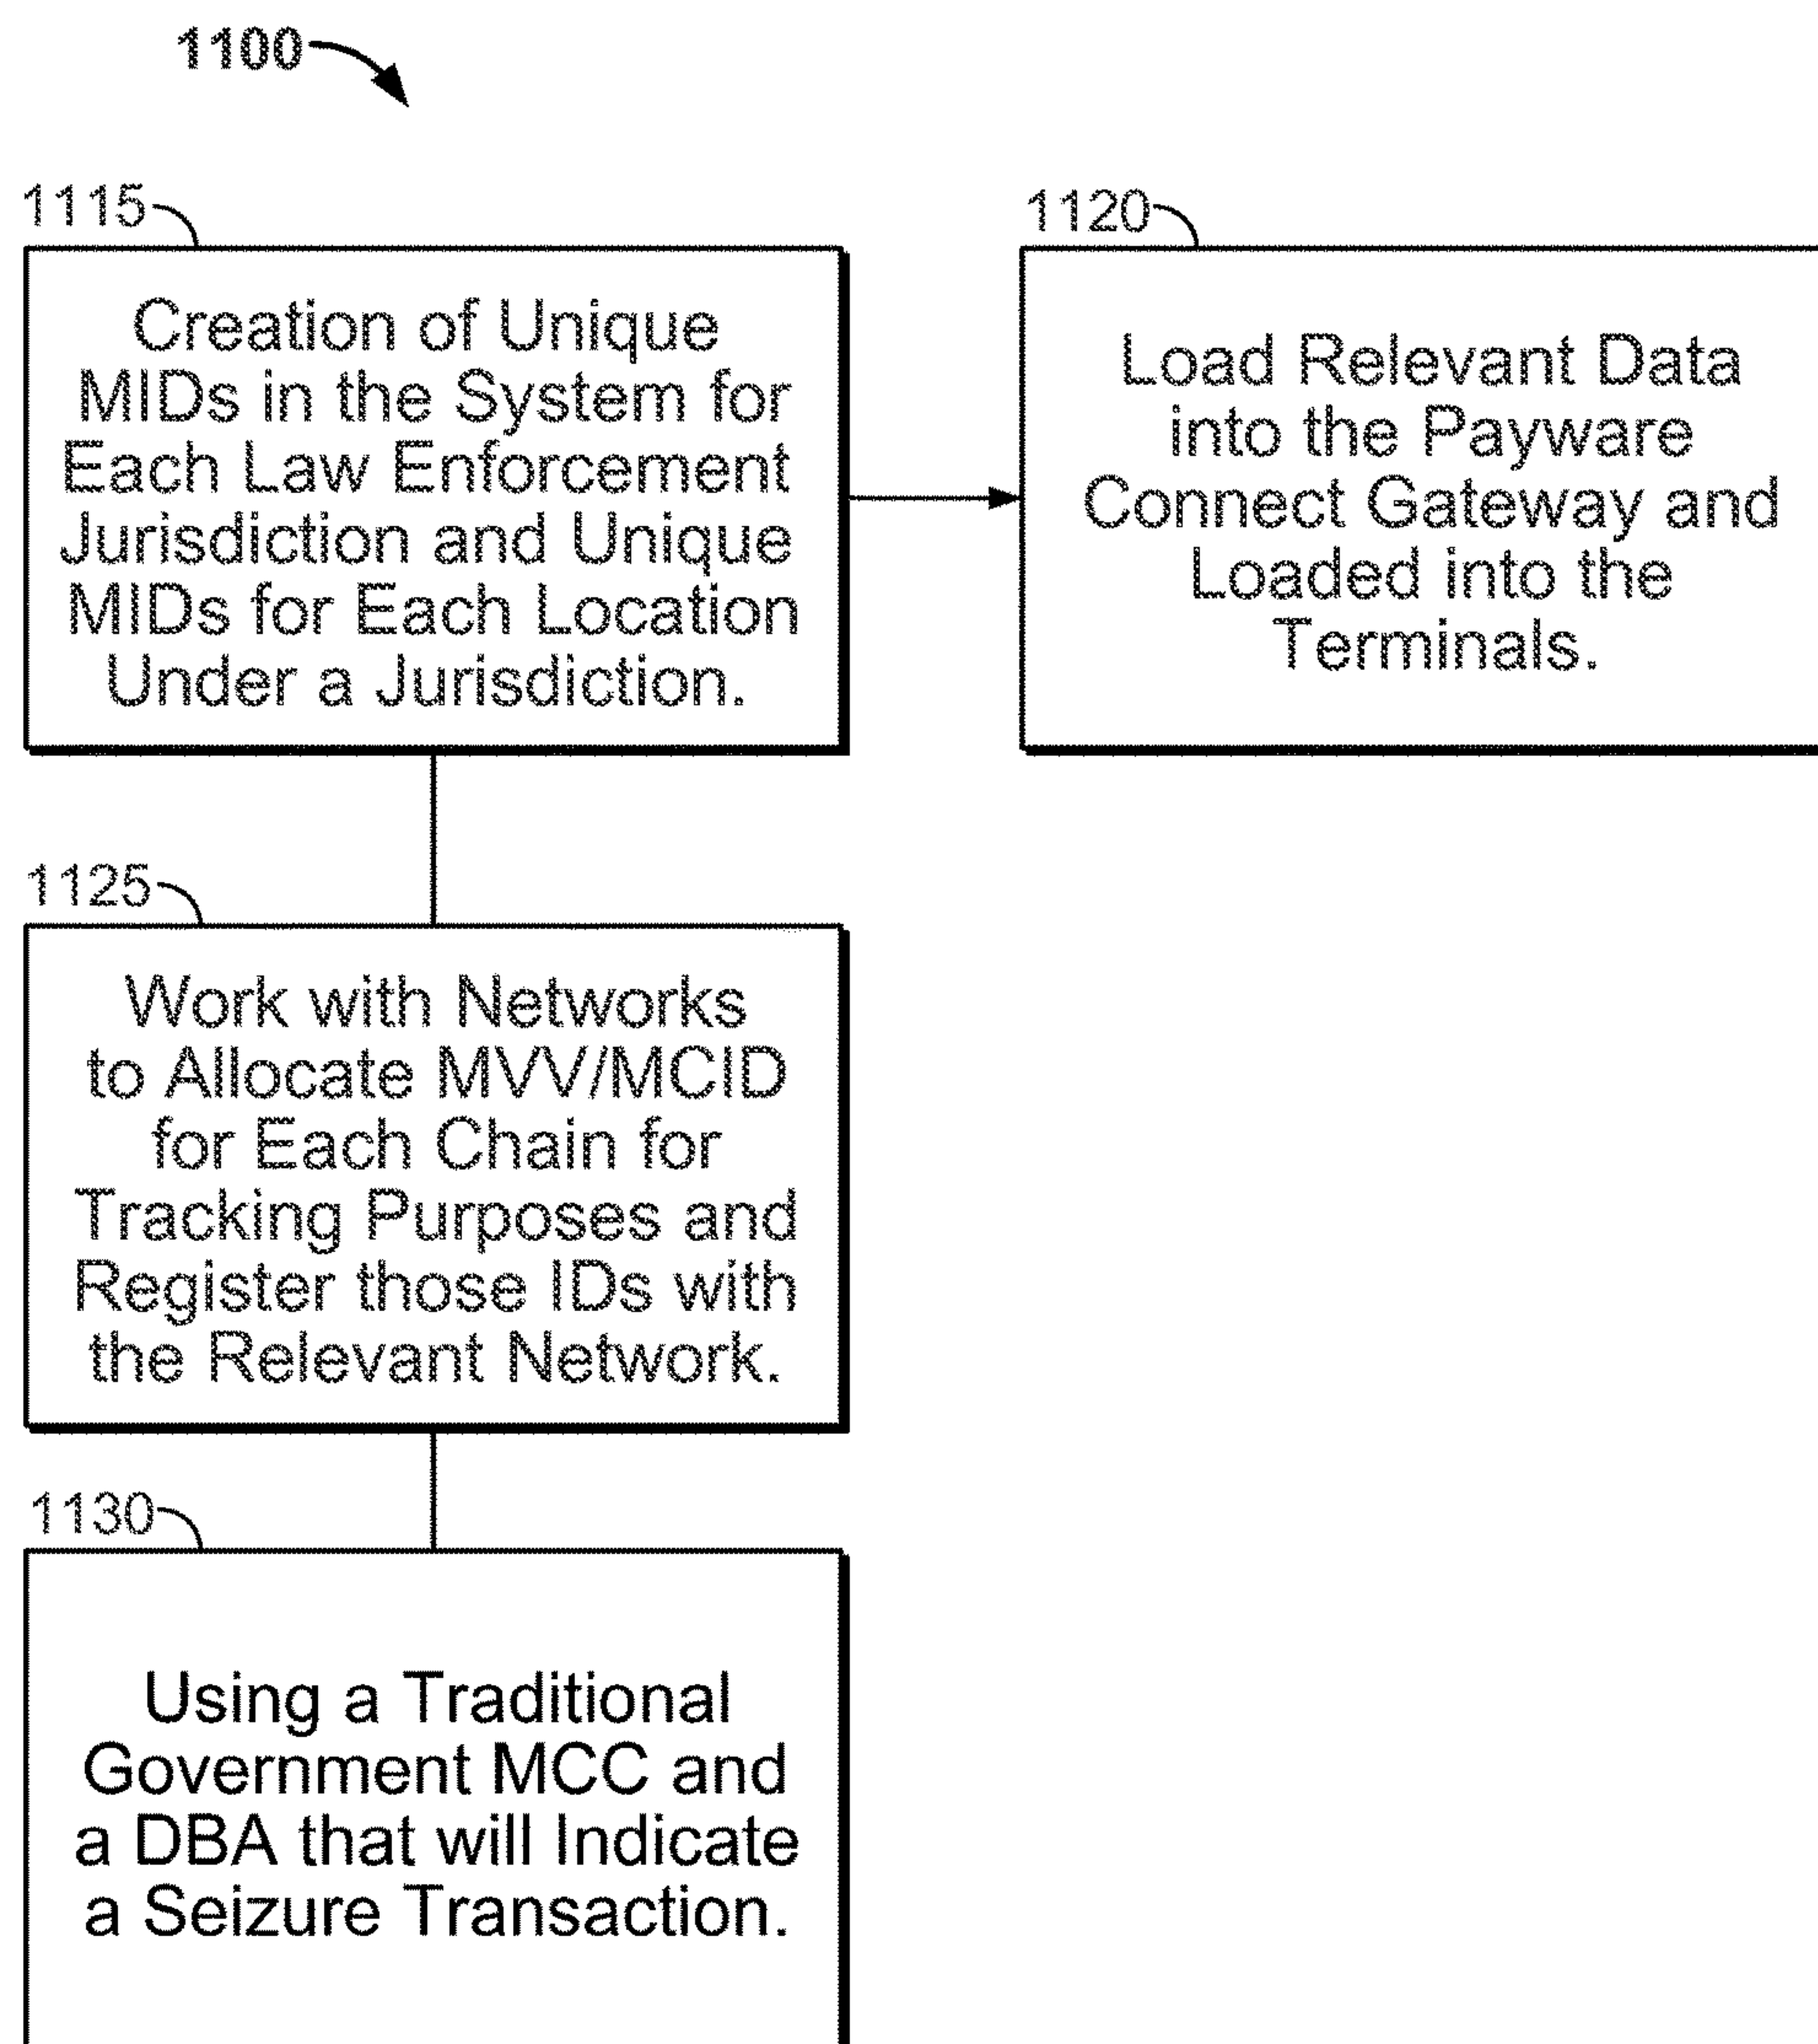 1100
1115
Creation of Unique
MIDs in the System for
Each Law Enforcement
Jurisdiction and Unique
MIDs for Each Location
Under a Jurisdiction.
1120
Load Relevant Data
into the Payware
Connect Gateway and
Loaded into the
Terminals.
1125
Work with Networks
to Allocate MVV/MCID
for Each Chain for
Tracking Purposes and
Register those IDs with
the Relevant Network.
1130
Using a Traditional
Government MCC and
a DBA that will Indicate
a Seizure Transaction.